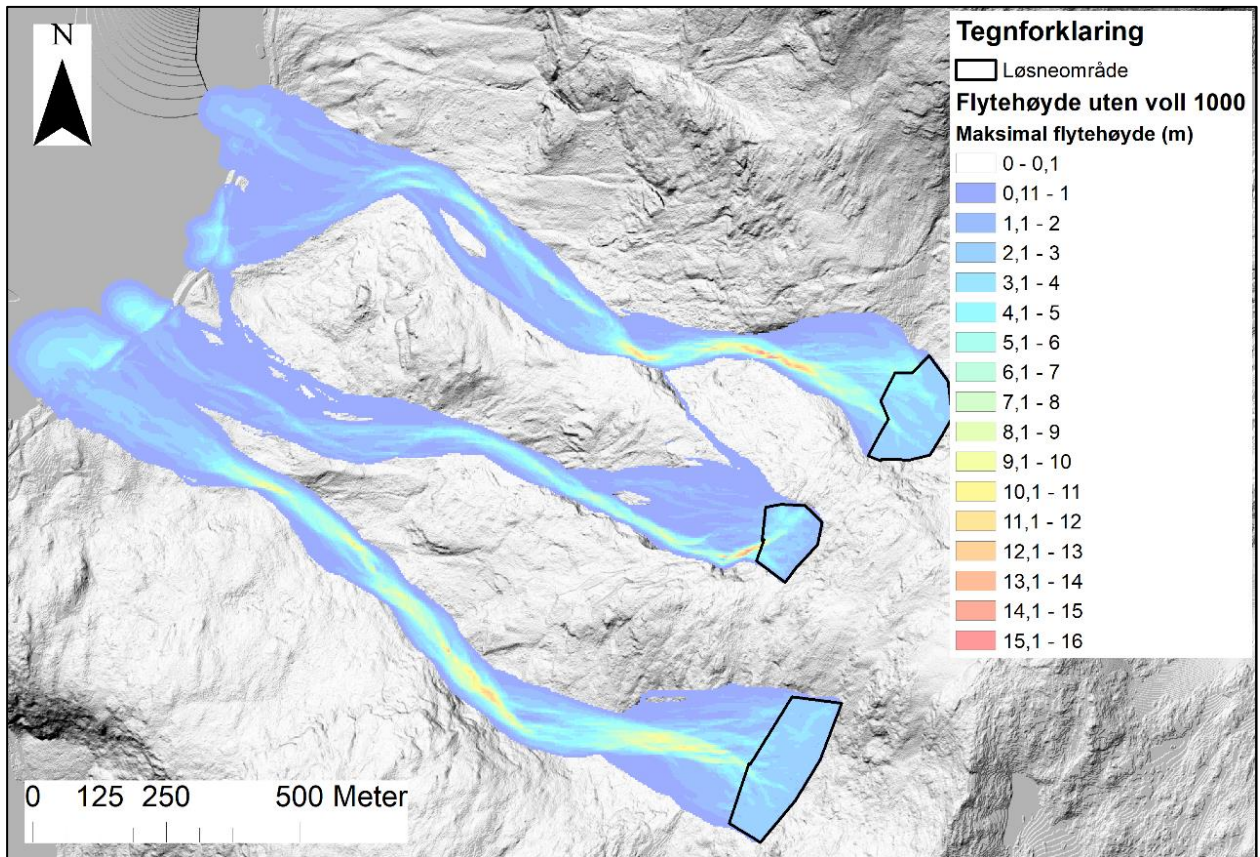 N
Tegnforklaring
Løsneområde
Flytehøyde uten voll 1000
Maksimal flytehøyde (m)
0 - 0,1
0,11 - 1
1,1 - 2
2,1 - 3
3,1 - 4
4,1 - 5
5,1 - 6
6,1 - 7
7,1 - 8
8,1 - 9
9,1 - 10
10,1 - 11
11,1 - 12
12,1 - 13
13,1 - 14
14,1 - 15
15,1 - 16
0 125 250 500 Meter